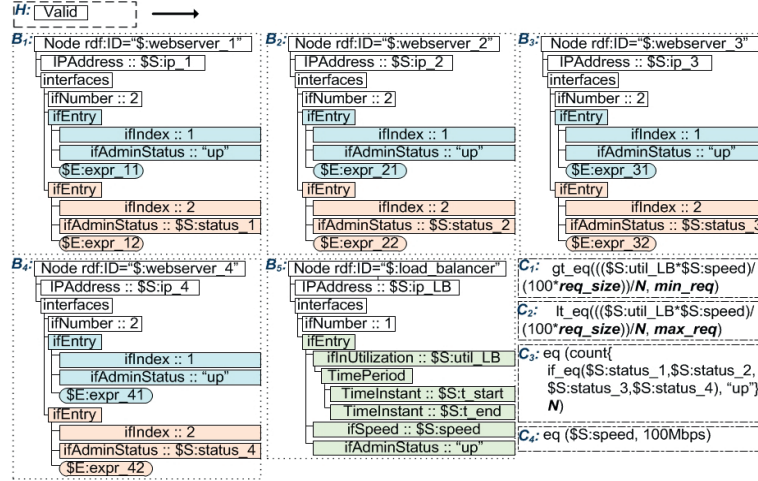 H: Valid
B1: Node rdf:ID="$:webserver_1"
IPAddress :: $S:ip_1
interfaces
ifNumber :: 2
ifEntry
ifIndex :: 1
ifAdminStatus :: "up"
$E:expr_11
ifEntry
ifIndex :: 2
ifAdminStatus :: $S:status_1
$E:expr_12
B2: Node rdf:ID="$:webserver_2"
IPAddress :: $S:ip_2
interfaces
ifNumber :: 2
ifEntry
ifIndex :: 1
ifAdminStatus :: "up"
$E:expr_21
ifEntry
ifIndex :: 2
ifAdminStatus :: $S:status_2
$E:expr_22
B3: Node rdf:ID="$:webserver_3"
IPAddress :: $S:ip_3
interfaces
ifNumber :: 2
ifEntry
ifIndex :: 1
ifAdminStatus :: "up"
$E:expr_31
ifEntry
ifIndex :: 2
ifAdminStatus :: $S:status_3
$E:expr_32
B4: Node rdf:ID="$:webserver_4"
IPAddress :: $S:ip_4
interfaces
ifNumber :: 2
ifEntry
ifIndex :: 1
ifAdminStatus :: "up"
$E:expr_41
ifEntry
ifIndex :: 2
ifAdminStatus :: $S:status_4
$E:expr_42
B5: Node rdf:ID="$:load_balancer"
IPAddress :: $S:ip_LB
interfaces
ifNumber :: 1
ifEntry
ifInUtilization :: $S:util_LB
TimePeriod
TimeInstant :: $S:t_start
TimeInstant :: $S:t_end
ifSpeed :: $S:speed
ifAdminStatus :: "up"
C1: gt_eq((($S:util_LB*$S:speed)/
(100*req_size))/N, min_req)
C2: lt_eq((($S:util_LB*$S:speed)/
(100*req_size))/N, max_req)
C3: eq (count{
if_eq($S:status_1,$S:status_2,
$S:status_3,$S:status_4), "up"}
N)
C4: eq ($S:speed, 100Mbps)